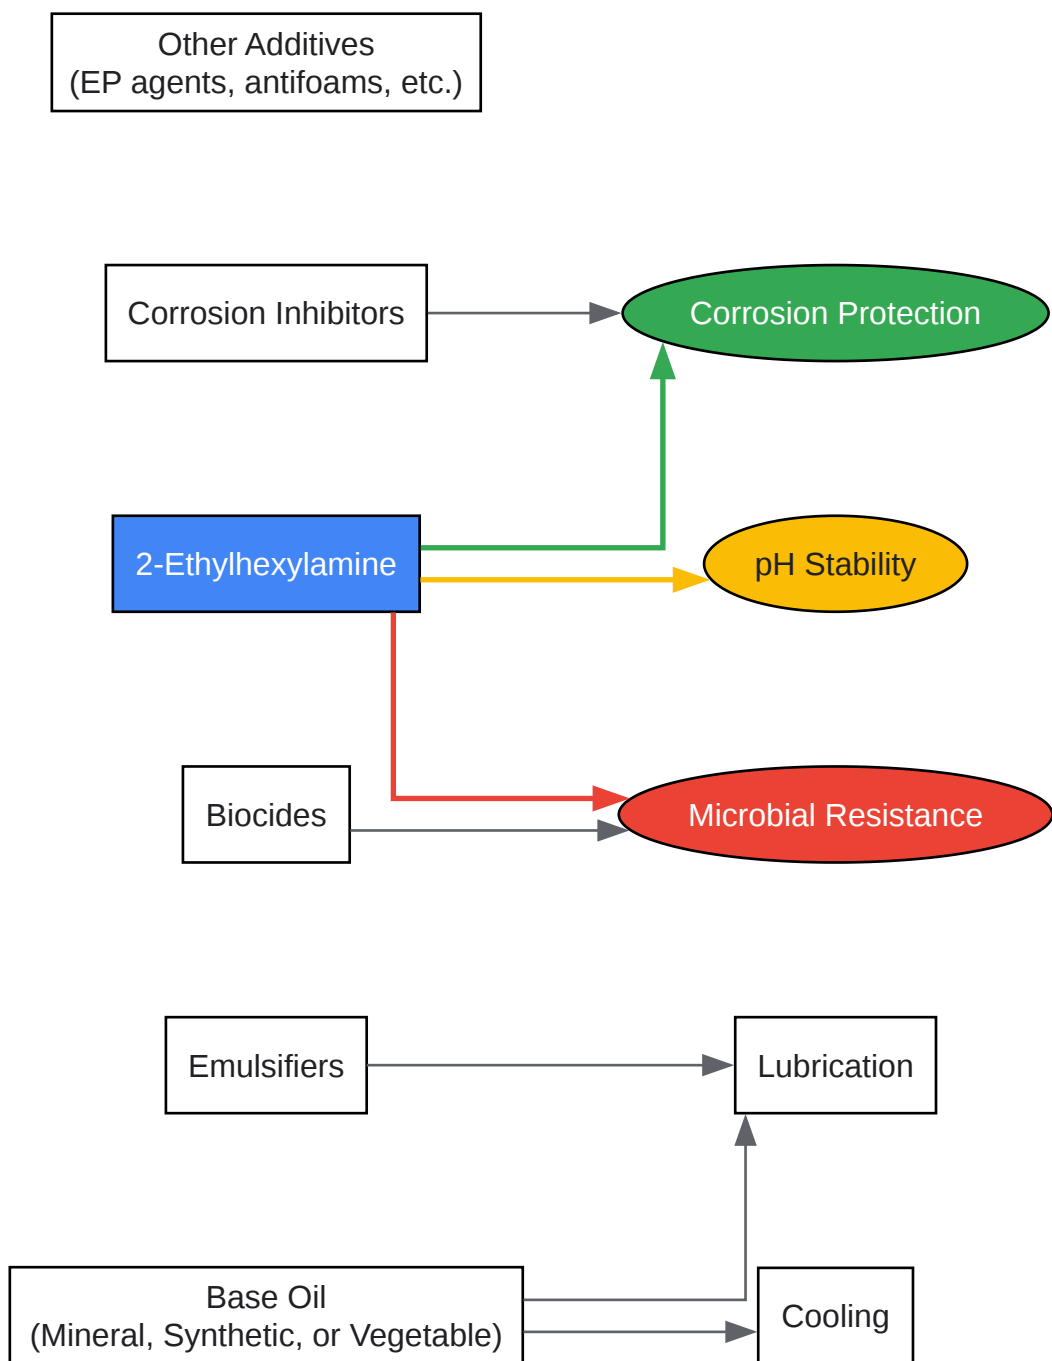 Other Additives
(EP agents, antifoams, etc.)
Corrosion Inhibitors
Corrosion Protection
2-Ethylhexylamine
pH Stability
Biocides
Microbial Resistance
Emulsifiers
Lubrication
Base Oil
(Mineral, Synthetic, or Vegetable)
Cooling